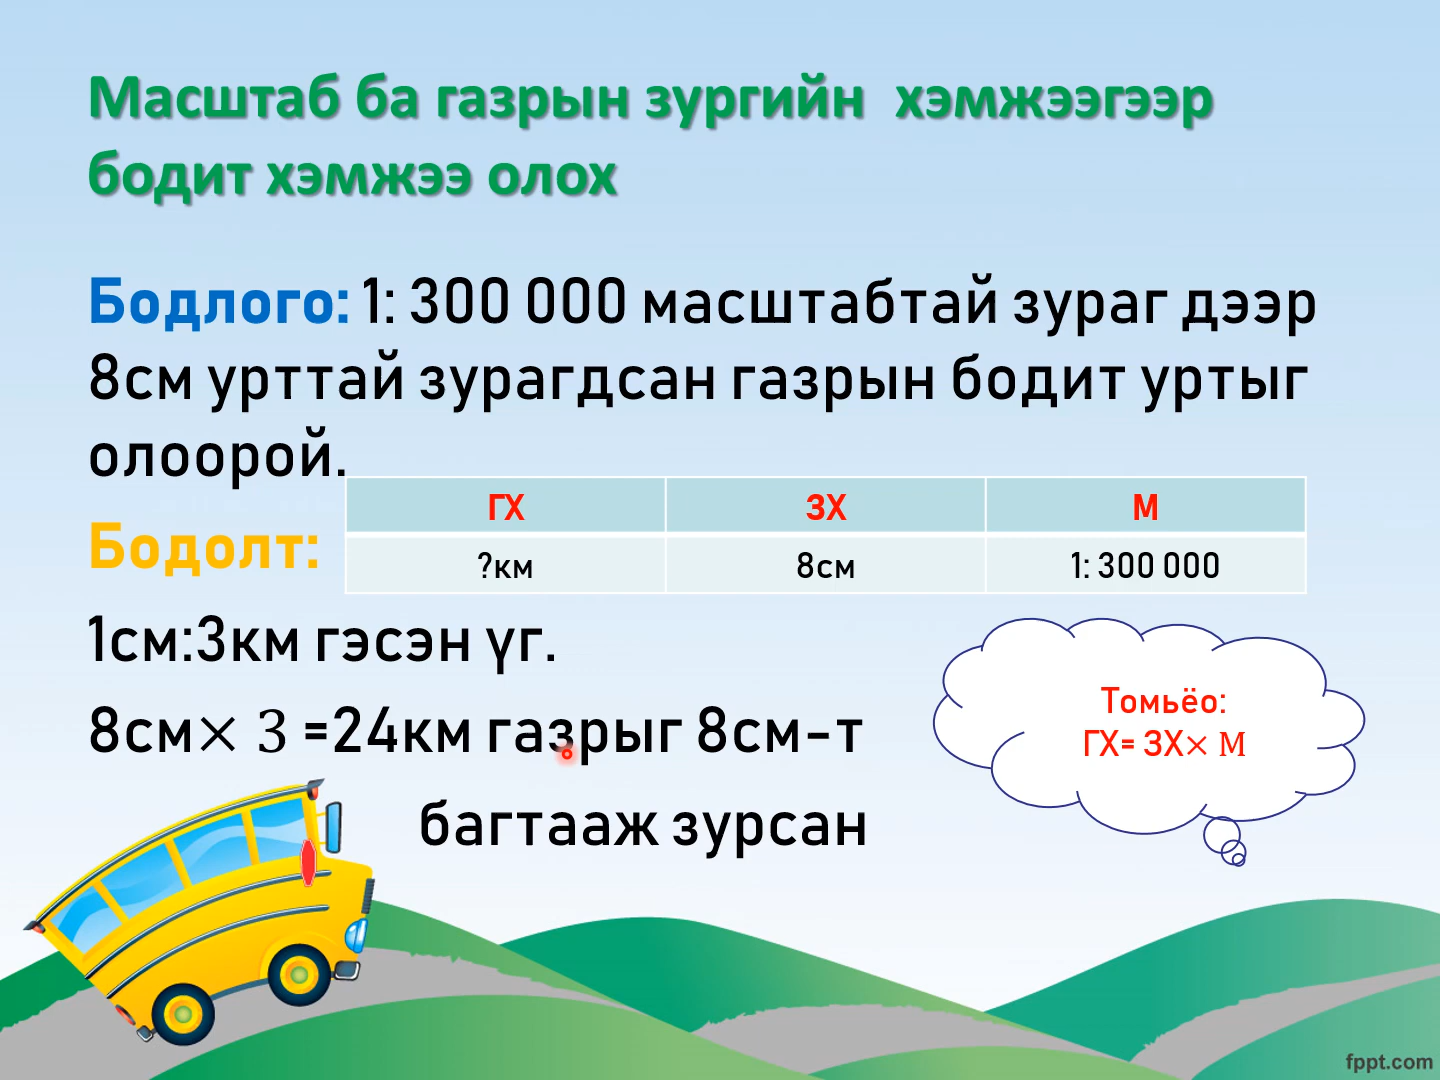 Масштаб ба газрын зургийн хэмжээгээр
бодит хэмжээ олох
Бодлого: 1: 300 000 масштабтай зураг дээр
8см урттай зурагдсан газрын бодит уртыг
олоорой.
Бодолт:
ГХ ЗХ М
?км 8см 1: 300 000
1см:3км гэсэн үг.
8см× 3 =24км газрыг 8см-т
багтааж зурсан
Томьёо:
ГХ= ЗХ× М
fppt.com